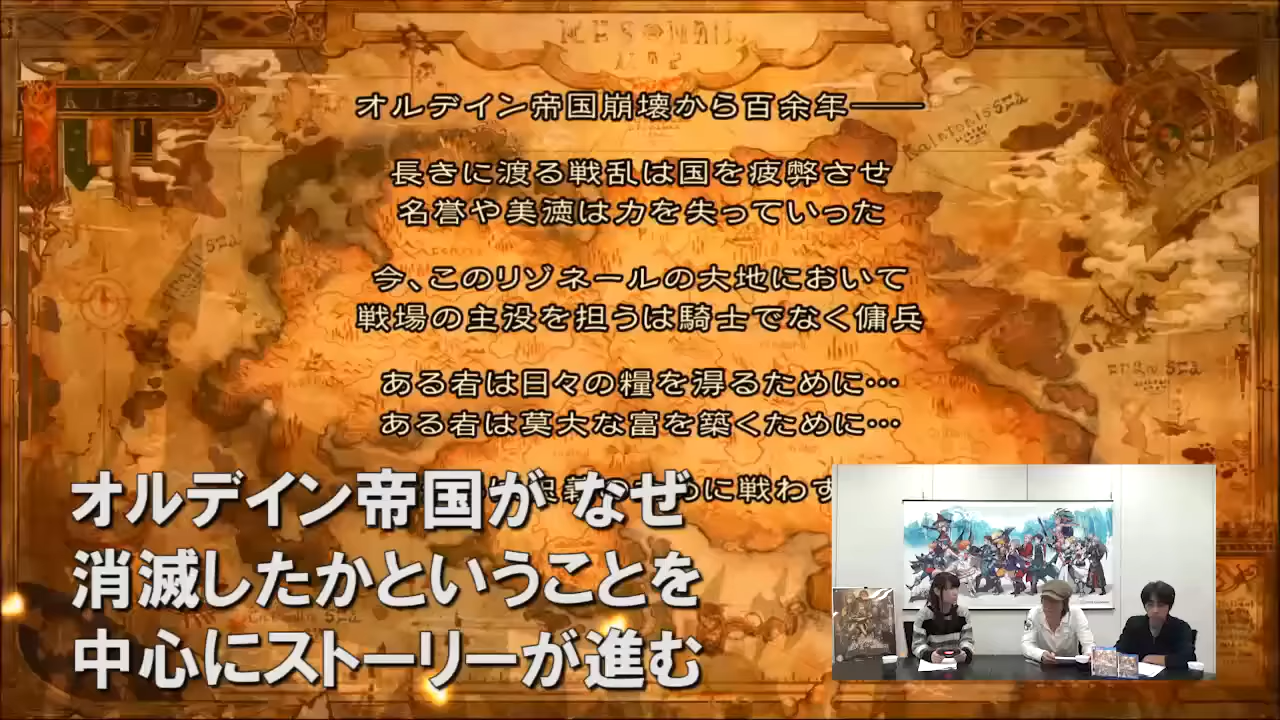 オルデイン帝国崩壊から百余年――
長きに渡る戦乱は国を疲弊させ
名誉や美徳は力を失っていった
今、このリゾネールの大地において
戦場の主役を担うは騎士でなく傭兵
ある者は日々の糧を得るために…
ある者は莫大な富を築くために…
めに戦わず
オルデイン帝国が なぜ
消滅したかということを
中心にストーリーが進む